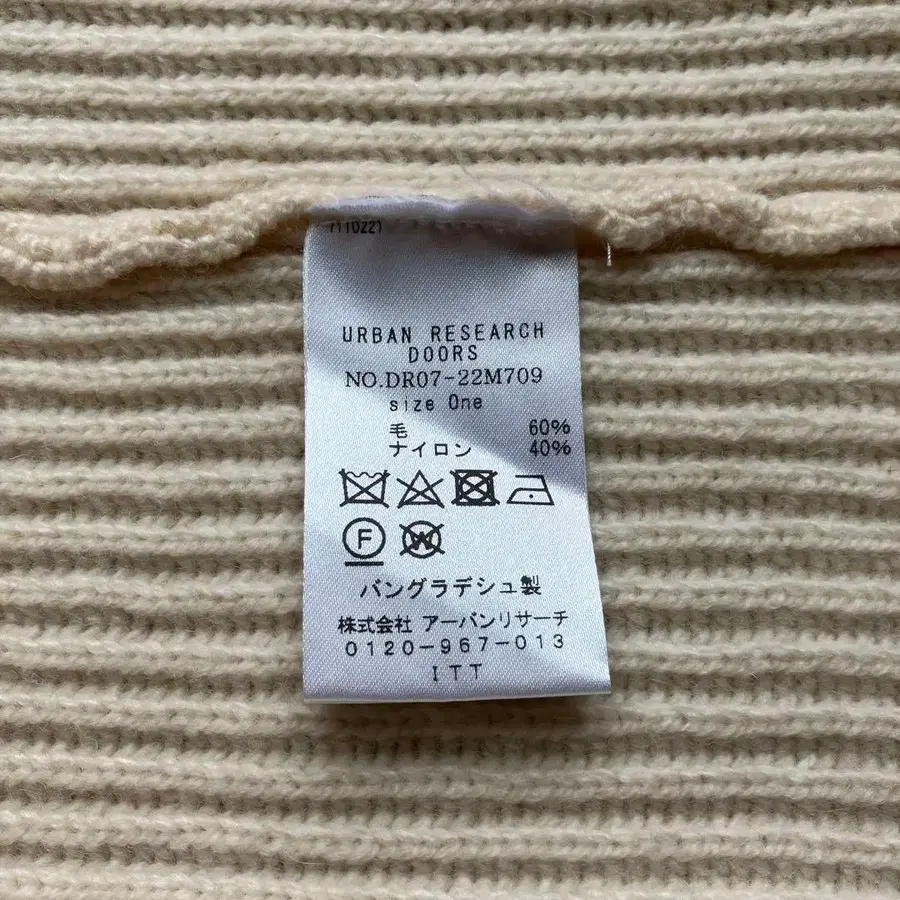 URBAN RESEARCH
DOORS
NO.DR07-22M709
size One
毛 60%
ナイロン 40%
F
W
バングラデシュ製
株式会社 アーバンリサーチ
0120-967-013
ITT